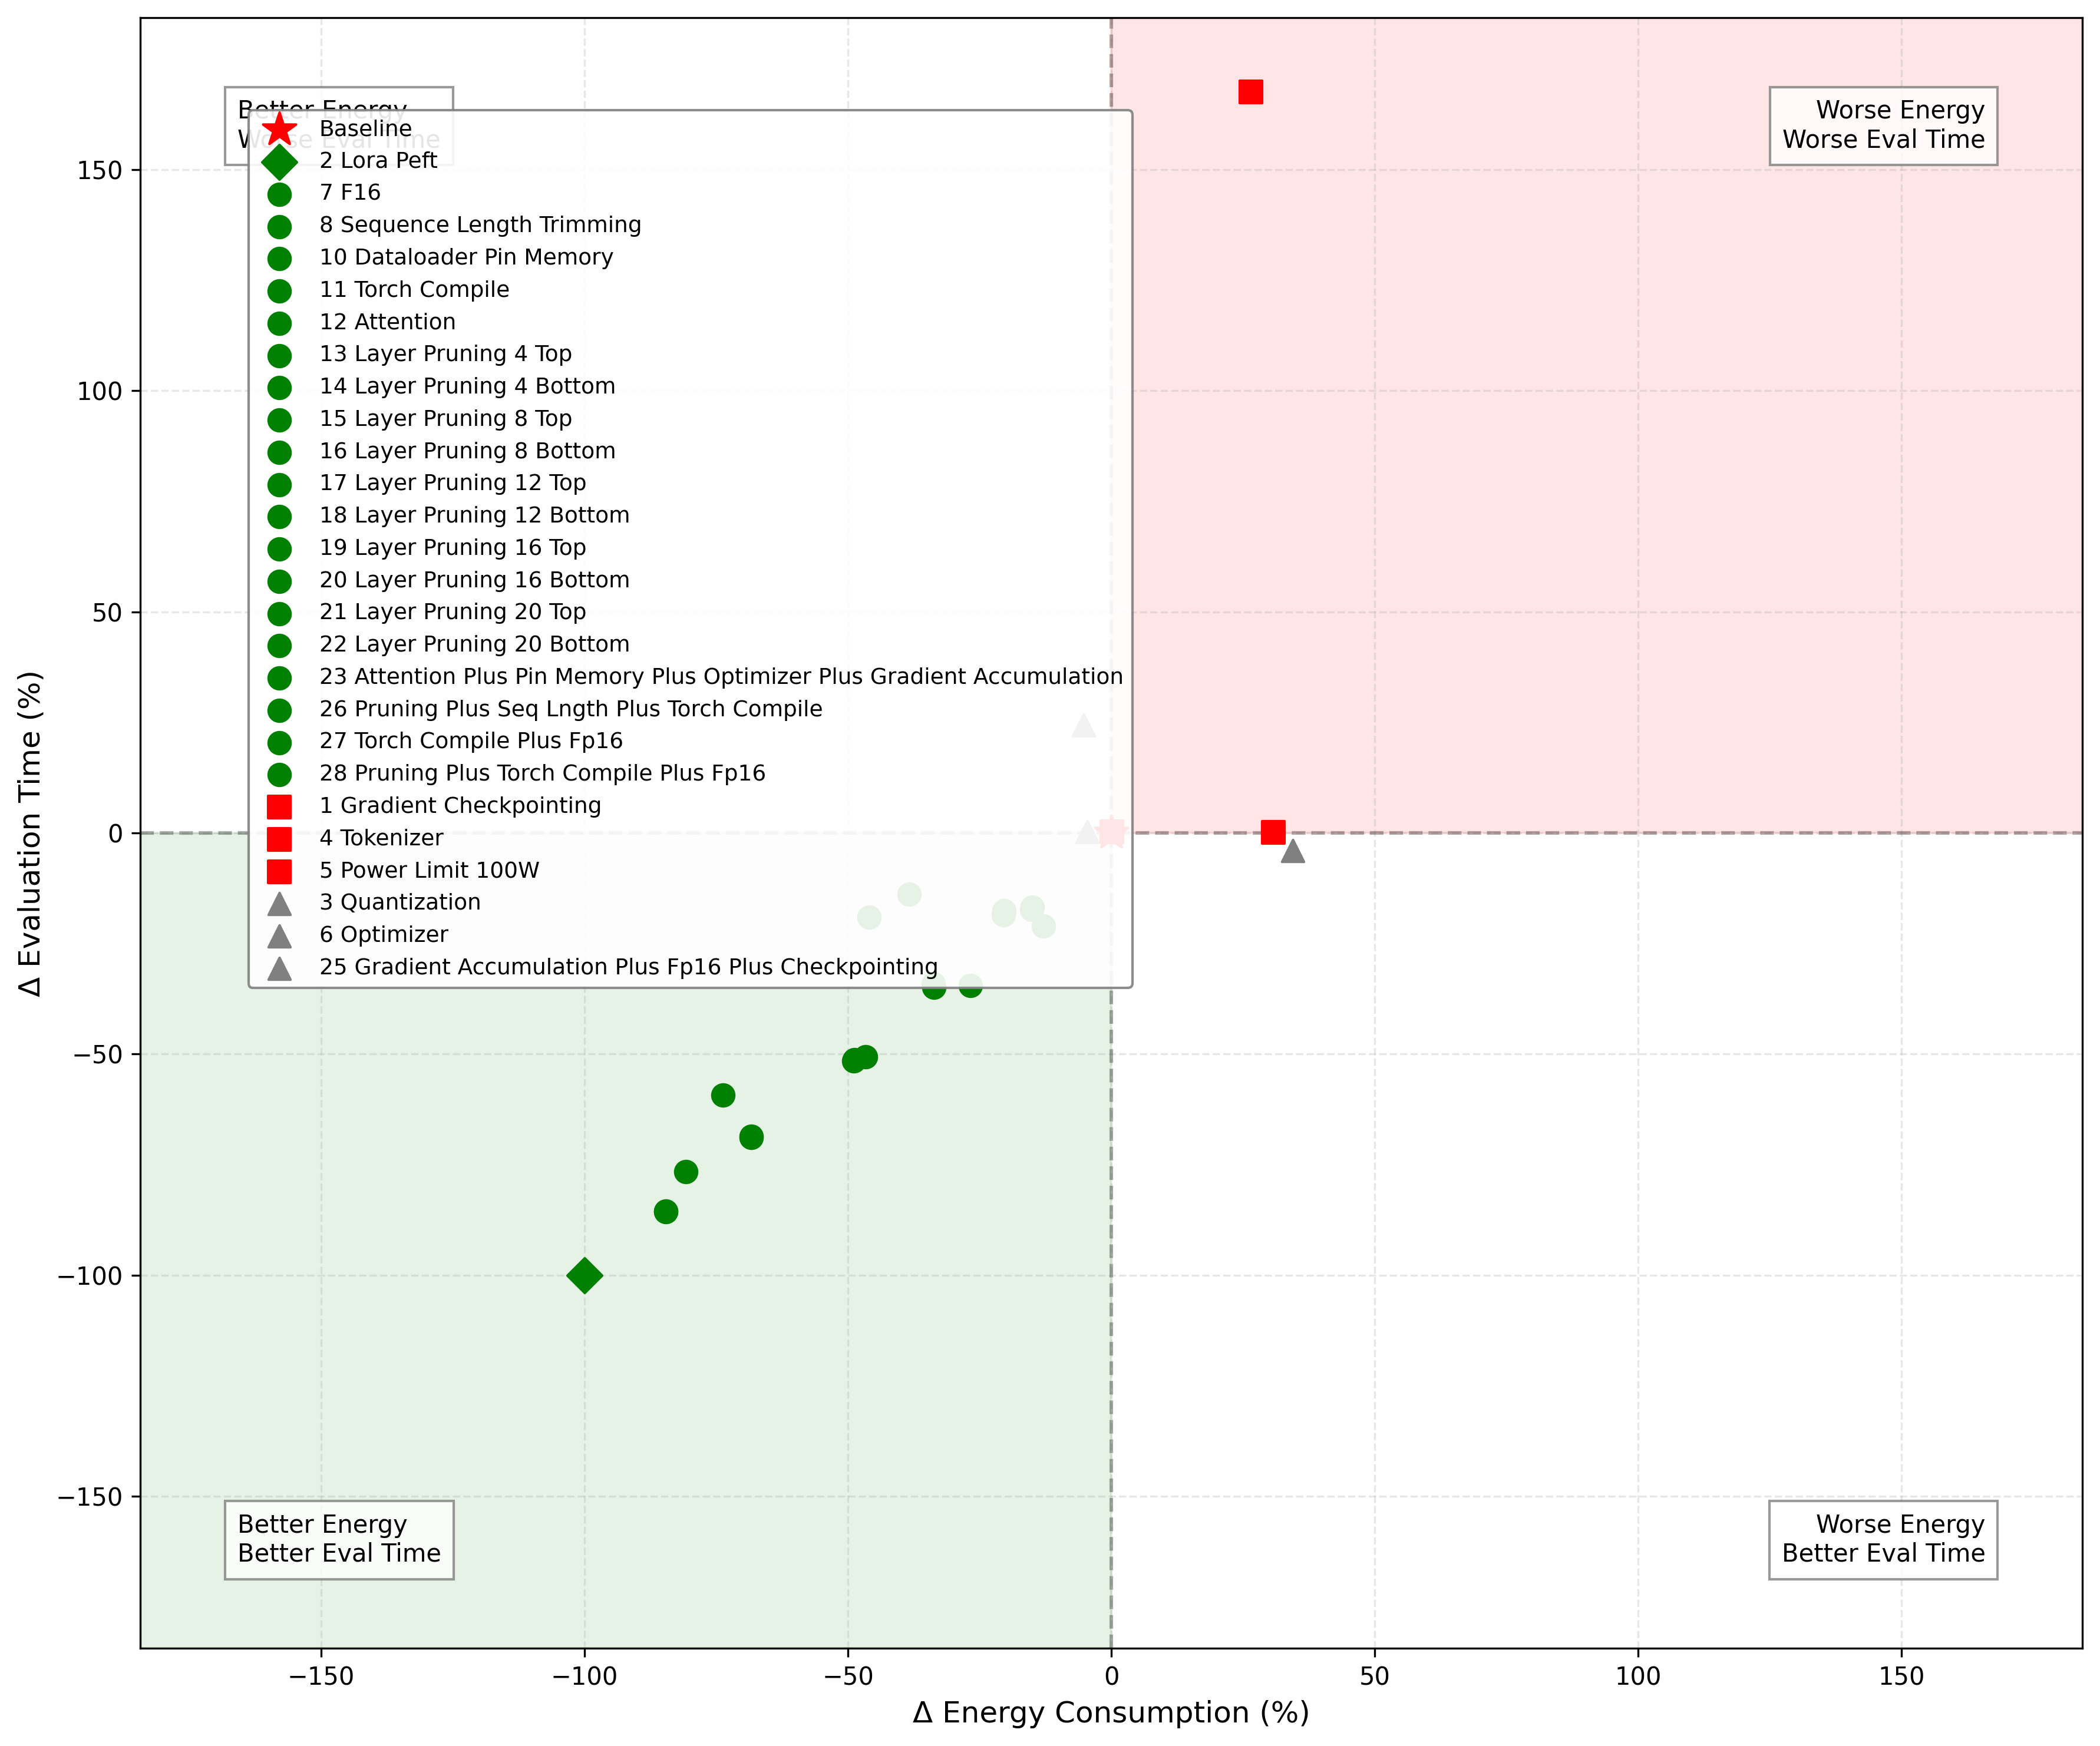 Better Energy
Worse Eval Time
Worse Energy
Worse Eval Time
Baseline
2 Lora Peft
7 F16
8 Sequence Length Trimming
10 Dataloader Pin Memory
11 Torch Compile
12 Attention
13 Layer Pruning 4 Top
14 Layer Pruning 4 Bottom
15 Layer Pruning 8 Top
16 Layer Pruning 8 Bottom
17 Layer Pruning 12 Top
18 Layer Pruning 12 Bottom
19 Layer Pruning 16 Top
20 Layer Pruning 16 Bottom
21 Layer Pruning 20 Top
22 Layer Pruning 20 Bottom
23 Attention Plus Pin Memory Plus Optimizer Plus Gradient Accumulation
26 Pruning Plus Seq Lngth Plus Torch Compile
27 Torch Compile Plus Fp16
28 Pruning Plus Torch Compile Plus Fp16
1 Gradient Checkpointing
4 Tokenizer
5 Power Limit 100W
3 Quantization
6 Optimizer
25 Gradient Accumulation Plus Fp16 Plus Checkpointing
150
100
50
0
−50
−100
−150
Δ Evaluation Time (%)
Better Energy
Better Eval Time
Worse Energy
Better Eval Time
−150
−100
−50
0
50
100
150
Δ Energy Consumption (%)